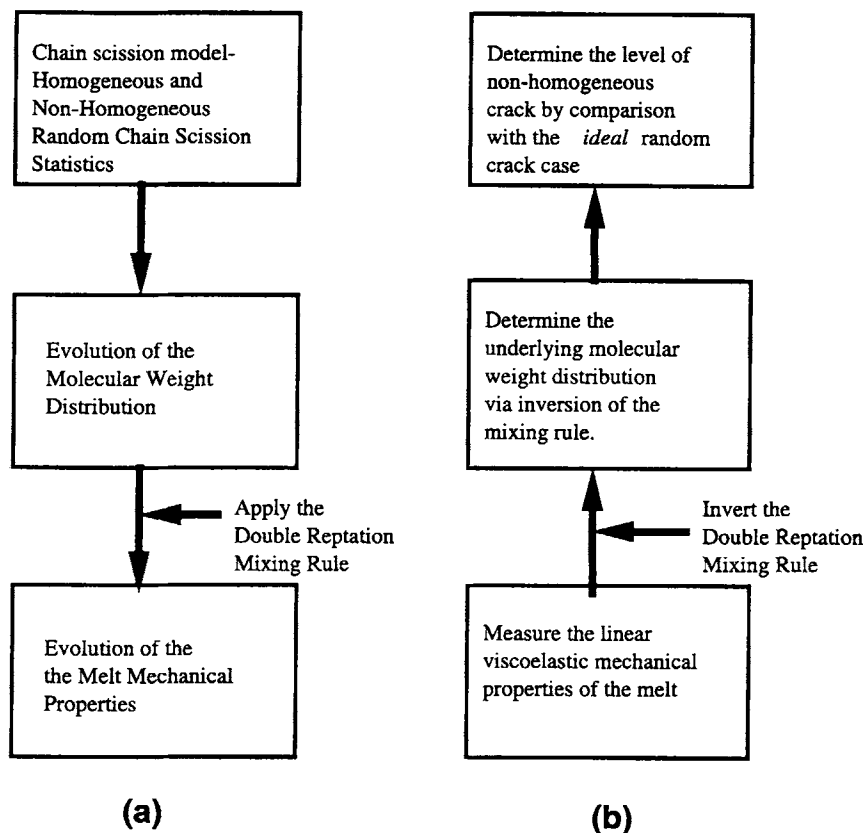 Chain scission model-
Homogeneous and
Non-Homogeneous
Random Chain Scission
Statistics
Evolution of the
Molecular Weight
Distribution
Apply the
Double Reptation
Mixing Rule
Evolution of the
the Melt Mechanical
Properties
(a)
Determine the level of
non-homogeneous
crack by comparison
with the ideal random
crack case
Determine the
underlying molecular
weight distribution
via inversion of the
mixing rule.
Invert the
Double Reptation
Mixing Rule
Measure the linear
viscoelastic mechanical
properties of the melt
(b)